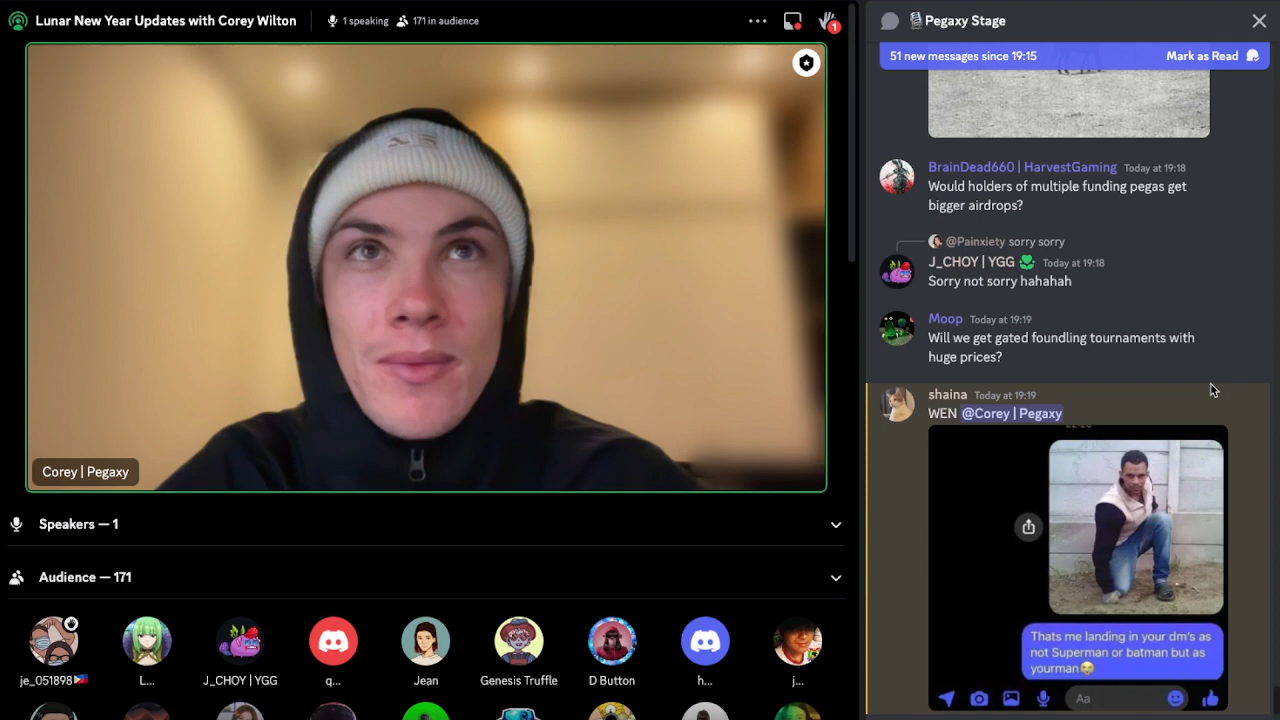 Lunar New Year Updates with Corey Wilton
1 speaking
171 in audience
1
Pegaxy Stage
51 new messages since 19:15
Mark as Read
BrainDead660 | HarvestGaming Today at 19:18
Would holders of multiple funding pegas get
bigger airdrops?
@Painxiety sorry sorry
J_CHOY | YGG Today at 19:18
Sorry not sorry hahahah
Moop Today at 19:19
Will we get gated foundling tournaments with
huge prices?
shaina Today at 19:19
WEN @Corey | Pegaxy
Thats me landing in your dm's as
not Superman or batman but as
yourman😂
Aa
Corey | Pegaxy
Speakers — 1
Audience — 171
je_051898🇵🇭
L...
J_CHOY | YGG
q...
Jean
Genesis Truffle
D Button
h...
j...